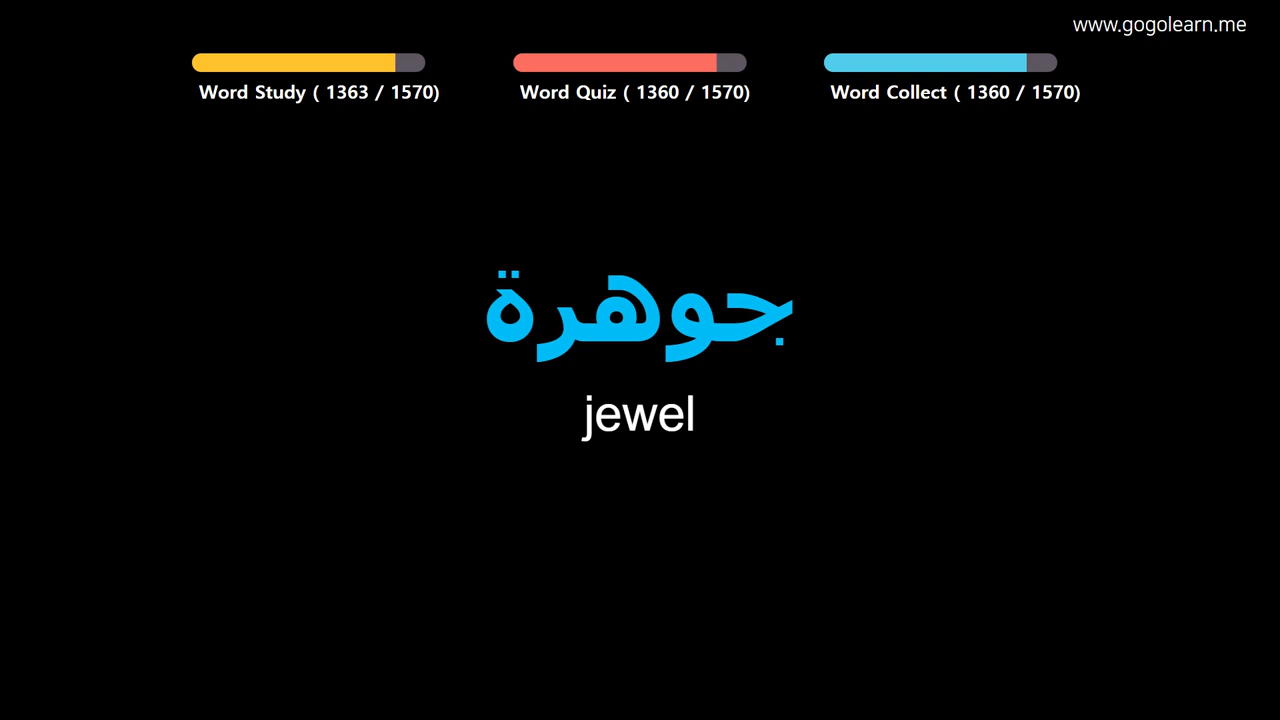 www.gogolearn.me
Word Study ( 1363 / 1570)
Word Quiz ( 1360 / 1570)
Word Collect ( 1360 / 1570)
جوهرة
jewel